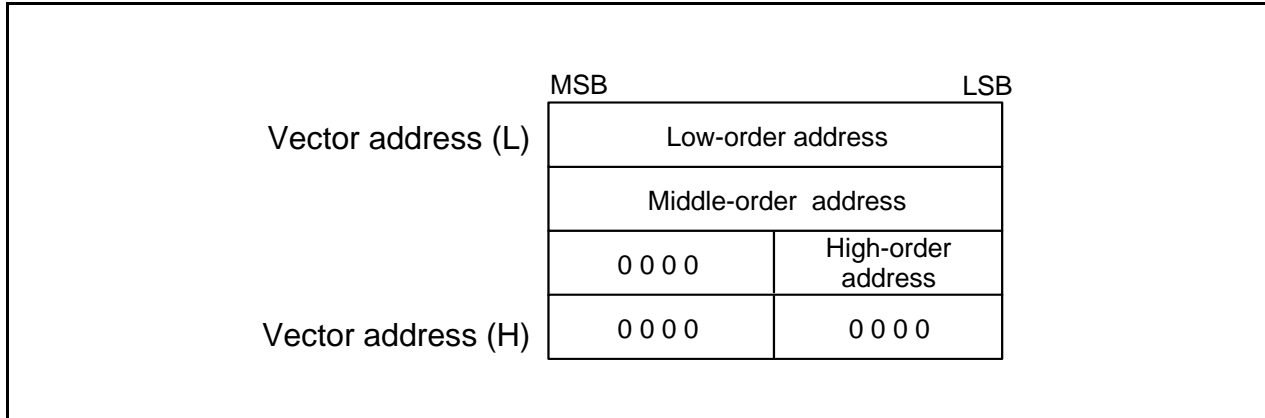 MSB LSB
Vector address (L) Low-order address
Middle-order address
0 0 0 0 High-order
address
Vector address (H) 0 0 0 0 0 0 0 0